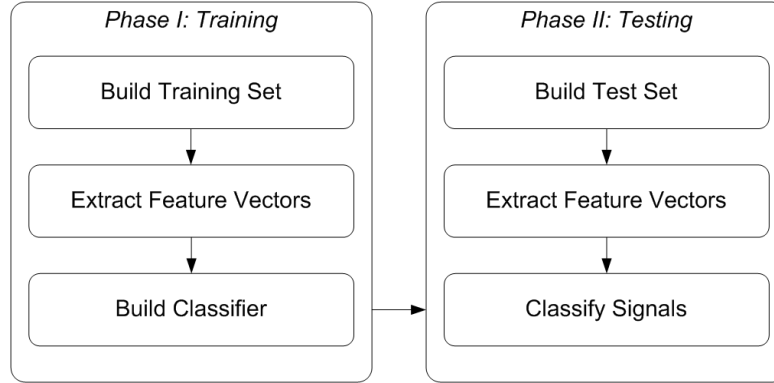 Phase I: Training
Build Training Set
Extract Feature Vectors
Build Classifier
Phase II: Testing
Build Test Set
Extract Feature Vectors
Classify Signals